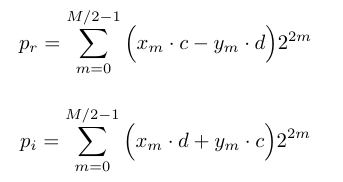 $p_r = \sum_{m=0}^{M/2-1} \left( x_m \cdot c - y_m \cdot d \right) 2^{2m}$
$p_i = \sum_{m=0}^{M/2-1} \left( x_m \cdot d + y_m \cdot c \right) 2^{2m}$